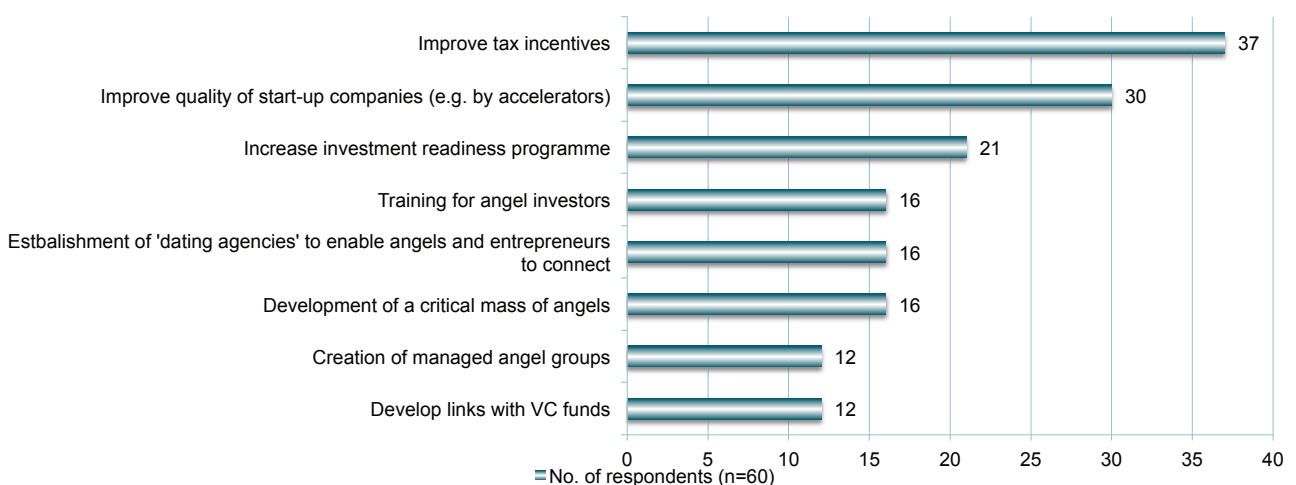 Improve tax incentives
37
Improve quality of start-up companies (e.g. by accelerators)
30
Increase investment readiness programme
21
Training for angel investors
16
Estbalishment of 'dating agencies' to enable angels and entrepreneurs
to connect
16
Development of a critical mass of angels
16
Creation of managed angel groups
12
Develop links with VC funds
12
0 5 10 15 20 25 30 35 40
No. of respondents (n=60)